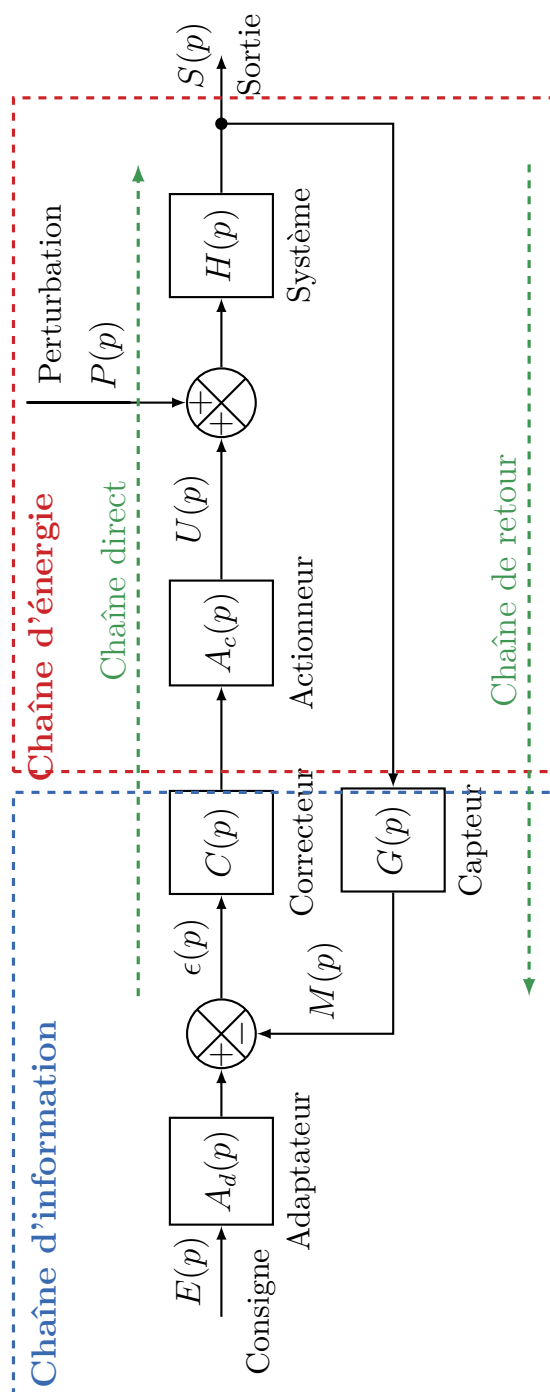 Chaîne d'information
Chaîne d'énergie
Perturbation
P(p)
Chaîne direct
E(p)
Consigne
A_d(p)
Adaptateur
+
−
ϵ(p)
C(p)
Correcteur
A_c(p)
Actionneur
U(p)
+
+
H(p)
Système
S(p)
Sortie
M(p)
G(p)
Capteur
Chaîne de retour